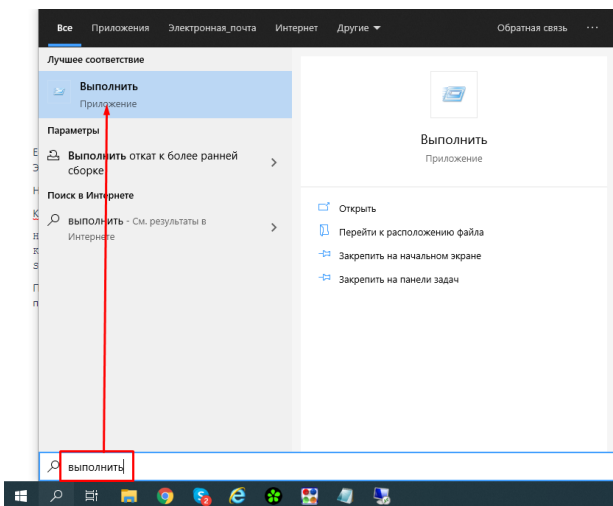 Все Приложения Электронная_почта Интернет Другие Обратная связь ...
Лучшее соответствие
Выполнить
Приложение
Параметры
Выполнить откат к более ранней
сборке
Поиск в Интернете
выполнить - См. результаты в
Интернете
Выполнить
Приложение
Открыть
Перейти к расположению файла
Закрепить на начальном экране
Закрепить на панели задач
выполнить
2